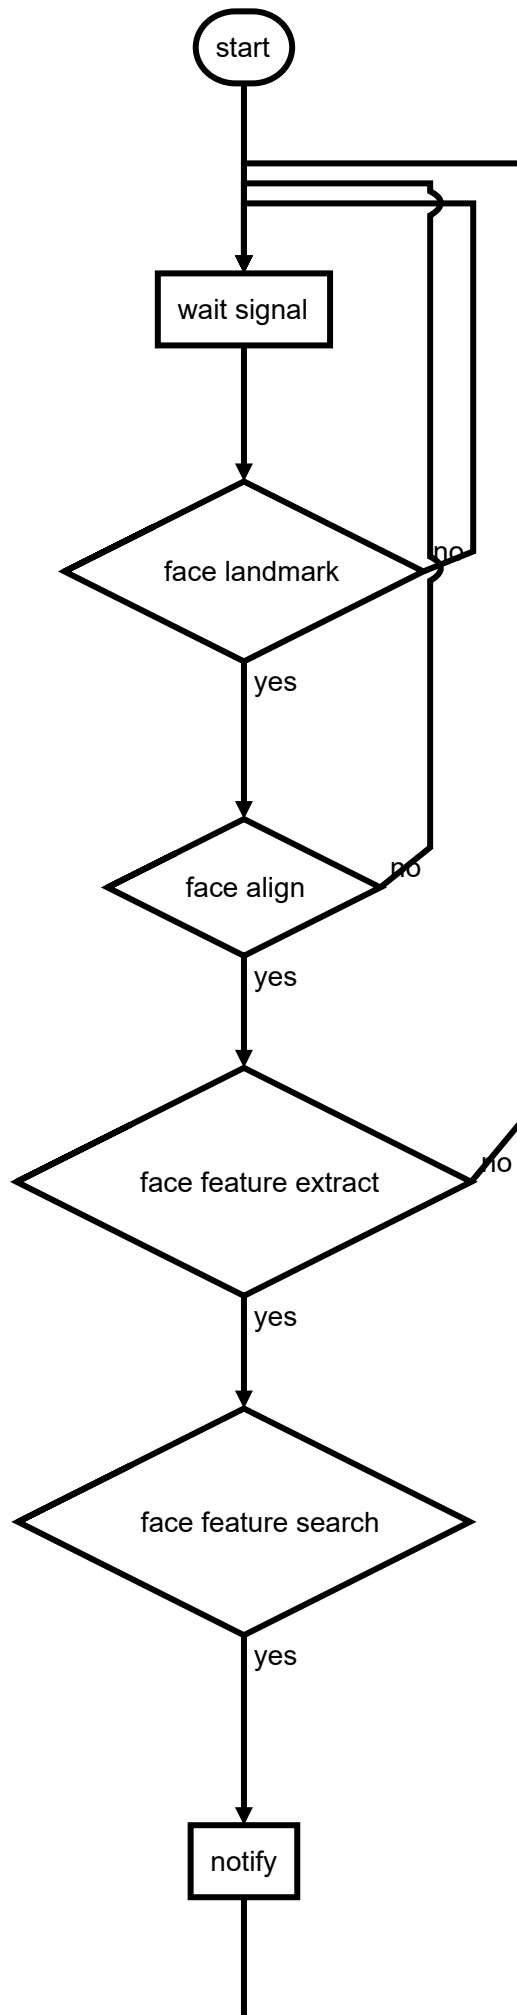 start
wait signal
no
face landmark
yes
no
face align
yes
no
face feature extract
yes
face feature search
yes
notify